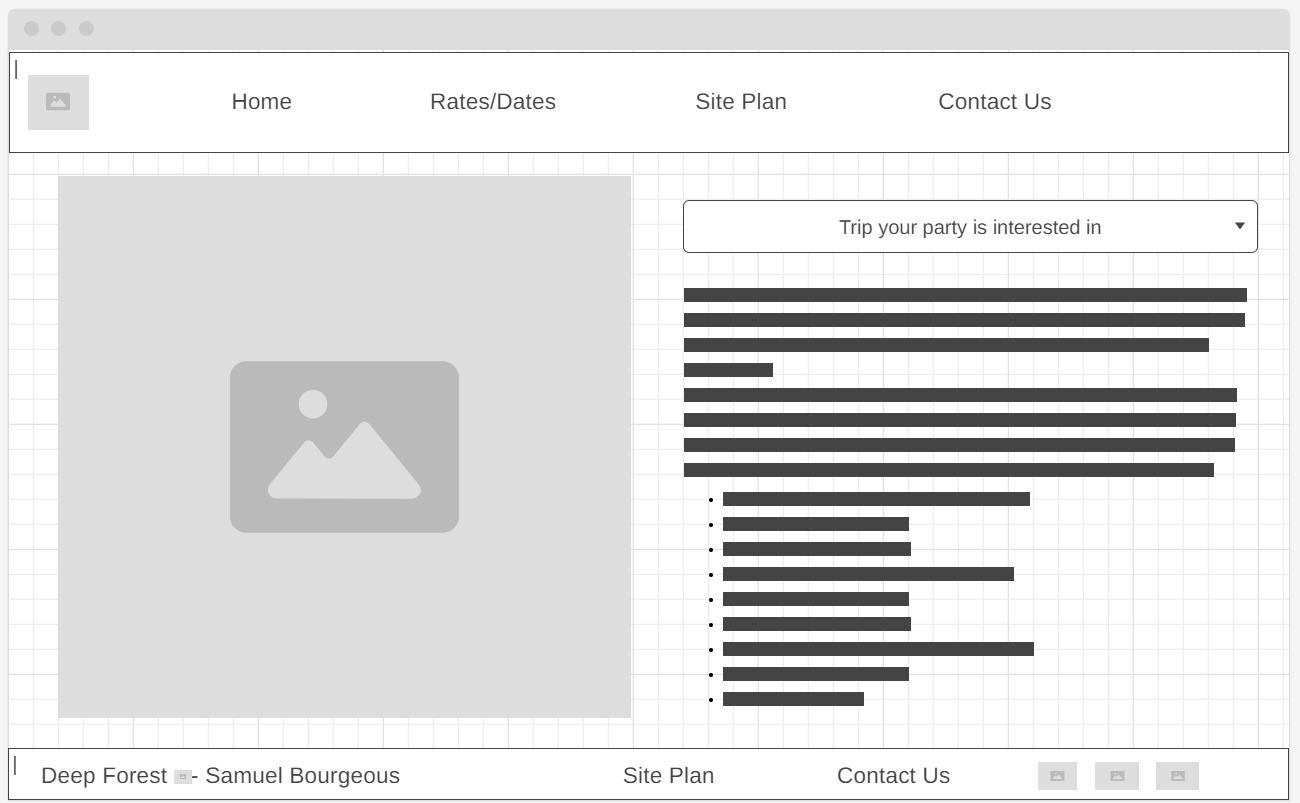 Home Rates/Dates Site Plan Contact Us
Trip your party is interested in
Deep Forest - Samuel Bourgeous Site Plan Contact Us